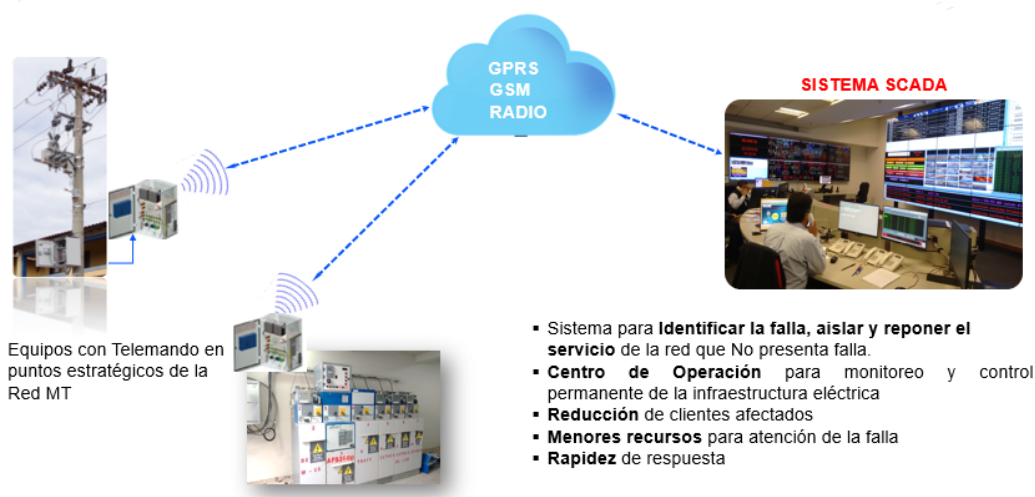 GPRS
GSM
RADIO
SISTEMA SCADA
Equipos con Telemando en
puntos estratégicos de la
Red MT
▪ Sistema para Identificar la falla, aislar y reponer el
servicio de la red que No presenta falla.
▪ Centro de Operación para monitoreo y control
permanente de la infraestructura eléctrica
▪ Reducción de clientes afectados
▪ Menores recursos para atención de la falla
▪ Rapidez de respuesta